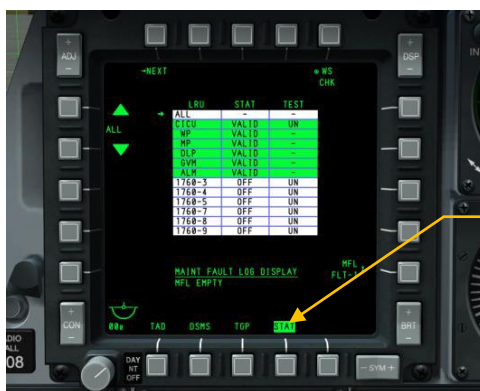 +
ADJ
-
+
DSP
-
IN
→NEXT
WS
CHK
LRU STAT TEST
ALL - -
CICU VALID UN
WP VALID -
MP VALID -
DLP VALID -
GVM VALID -
ALM VALID -
1760-3 OFF UN
1760-4 OFF UN
1760-5 OFF UN
1760-7 OFF UN
1760-8 OFF UN
1760-9 OFF UN
ALL
MAINT FAULT LOG DISPLAY
MFL EMPTY
MFL
+
CON
-
+
BRT
-
TAD DSMS TGP STAT
DAY
NT
OFF
- SYM +
08